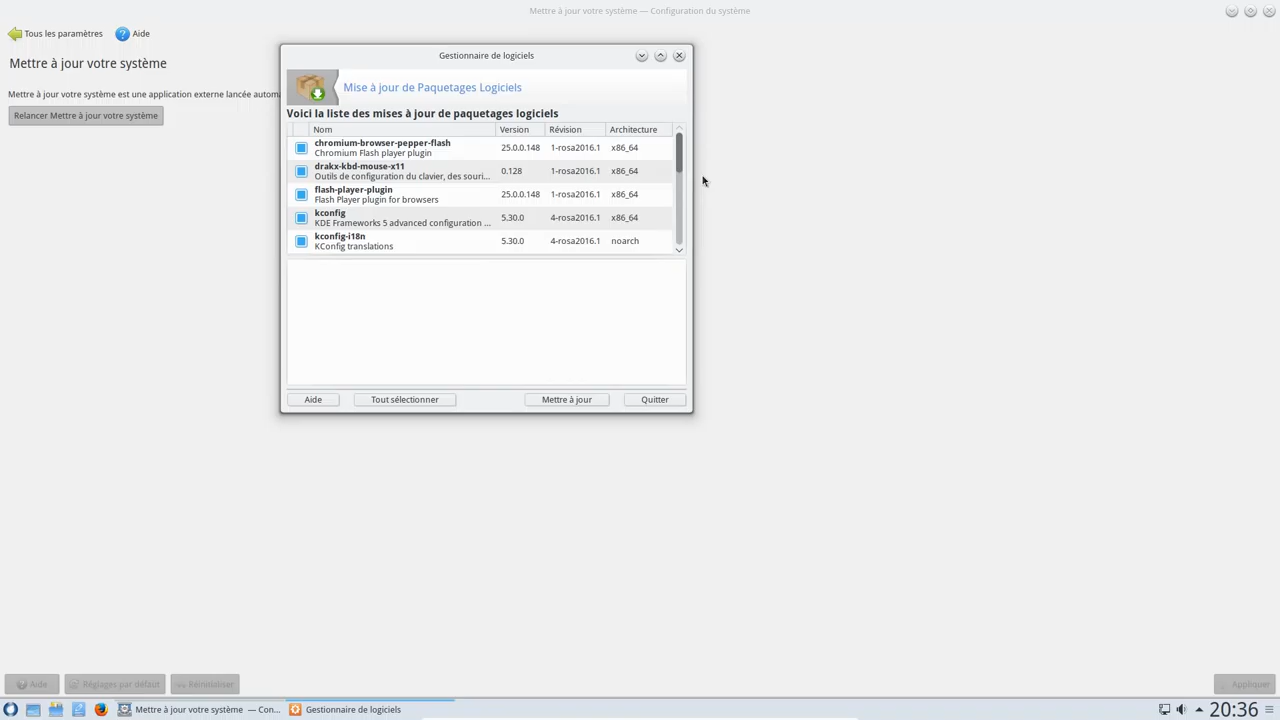 Mettre à jour votre système — Configuration du système
Tous les paramètres
Aide
Mettre à jour votre système
Mettre à jour votre système est une application externe lancée autom
Relancer Mettre à jour votre système
Gestionnaire de logiciels
Mise à jour de Paquetages Logiciels
Voici la liste des mises à jour de paquetages logiciels
Nom Version Révision Architecture
chromium-browser-pepper-flash
Chromium Flash player plugin
25.0.0.148 1-rosa2016.1 x86_64
drakx-kbd-mouse-x11
Outils de configuration du clavier, des souri...
0.128 1-rosa2016.1 x86_64
flash-player-plugin
Flash Player plugin for browsers
25.0.0.148 1-rosa2016.1 x86_64
kconfig
KDE Frameworks 5 advanced configuration ...
5.30.0 4-rosa2016.1 x86_64
kconfig-i18n
KConfig translations
5.30.0 4-rosa2016.1 noarch
Aide Tout sélectionner Mettre à jour Quitter
Aide Réglages par défaut Réinitialiser Appliquer
Mettre à jour votre système — Con... Gestionnaire de logiciels 20:36